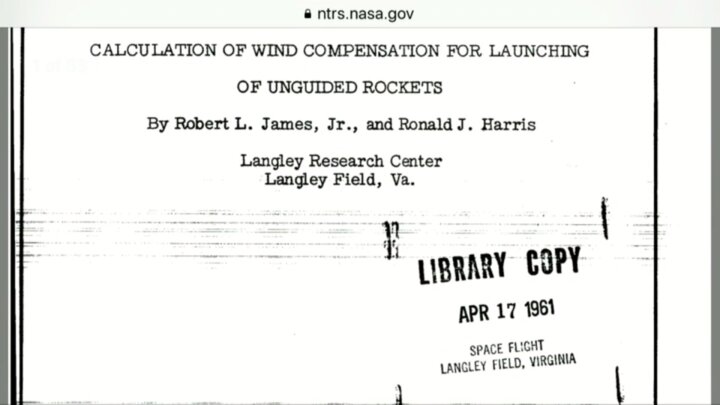 ntrs.nasa.gov
CALCULATION OF WIND COMPENSATION FOR LAUNCHING
OF UNGUIDED ROCKETS
By Robert L. James, Jr., and Ronald J. Harris
Langley Research Center
Langley Field, Va.
LIBRARY COPY
APR 17 1961
SPACE FLIGHT
LANGLEY FIELD, VIRGINIA